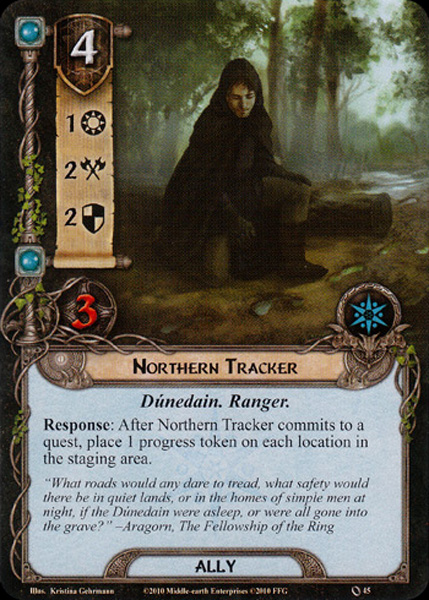 4
1
2
2
3
NORTHERN TRACKER
Dúnedain. Ranger.
Response: After Northern Tracker commits to a
quest, place 1 progress token on each location in
the staging area.
“What roads would any dare to tread, what safety would
there be in quiet lands, or in the homes of simple men at
night, if the Dúnedain were asleep, or were all gone into
the grave?” –Aragorn, The Fellowship of the Ring
ALLY
Illus. Kristina Gehrmann ©2010 Middle-earth Enterprises ©2010 FFG 45